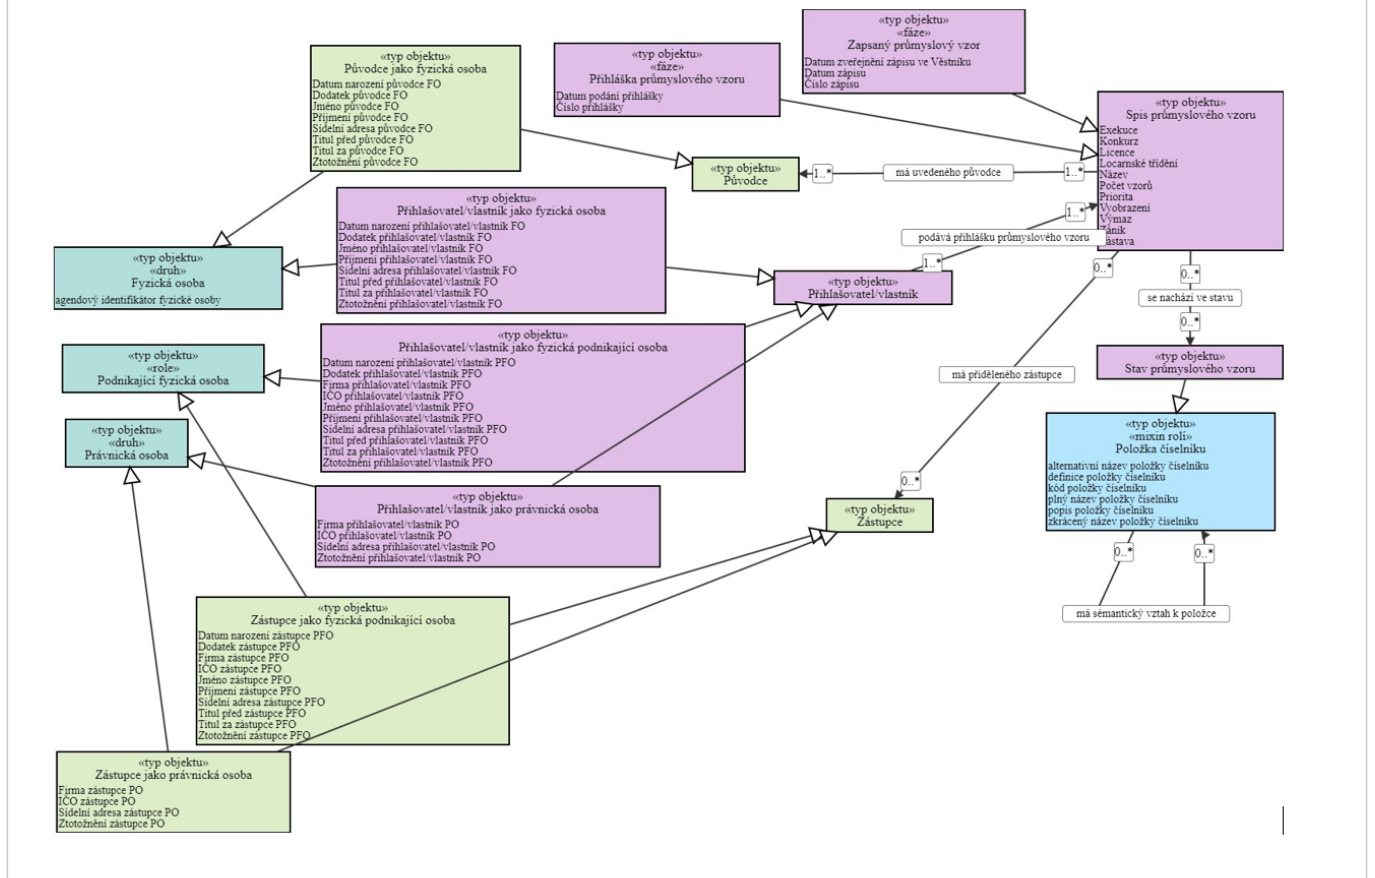 «typ objektu»
«fáze»
Zapsaný průmyslový vzor
Datum zveřejnění zápisu ve Věstníku
Datum zápisu
Číslo zápisu
«typ objektu»
«fáze»
Přihláška průmyslového vzoru
Datum podání přihlášky
Číslo přihlášky
«typ objektu»
Původce jako fyzická osoba
Datum narození původce FO
Dodatek původce FO
Jméno původce FO
Příjmení původce FO
Sídelní adresa původce FO
Titul před původce FO
Titul za původce FO
Ztotožnění původce FO
«typ objektu»
Spis průmyslového vzoru
Exekuce
Konkurz
Licence
Locarnské třídění
Název
Počet vzorů
Priorita
Vyobrazení
Výmaz
Zánik
Zástava
«typ objektu»
Původce
1..*
má uvedeného původce
1..*
«typ objektu»
Přihlašovatel/vlastník jako fyzická osoba
Datum narození přihlašovatel/vlastník FO
Dodatek přihlašovatel/vlastník FO
Jméno přihlašovatel/vlastník FO
Příjmení přihlašovatel/vlastník FO
Sídelní adresa přihlašovatel/vlastník FO
Titul před přihlašovatel/vlastník FO
Titul za přihlašovatel/vlastník FO
Ztotožnění přihlašovatel/vlastník FO
1..*
podává přihlášku průmyslového vzoru
1..*
«typ objektu»
«druh»
Fyzická osoba
agendový identifikátor fyzické osoby
«typ objektu»
Přihlašovatel/vlastník
0..*
0..*
se nachází ve stavu
0..*
«typ objektu»
Přihlašovatel/vlastník jako fyzická podnikající osoba
Datum narození přihlašovatel/vlastník PFO
Dodatek přihlašovatel/vlastník PFO
Firma přihlašovatel/vlastník PFO
IČO přihlašovatel/vlastník PFO
Jméno přihlašovatel/vlastník PFO
Příjmení přihlašovatel/vlastník PFO
Sídelní adresa přihlašovatel/vlastník PFO
Titul před přihlašovatel/vlastník PFO
Titul za přihlašovatel/vlastník PFO
Ztotožnění přihlašovatel/vlastník PFO
«typ objektu»
«role»
Podnikající fyzická osoba
«typ objektu»
Stav průmyslového vzoru
má přiděleného zástupce
«typ objektu»
«druh»
Právnická osoba
«typ objektu»
«mixin rolí»
Položka číselníku
alternativní název položky číselníku
definice položky číselníku
kód položky číselníku
plný název položky číselníku
popis položky číselníku
zkrácený název položky číselníku
0..*
«typ objektu»
Přihlašovatel/vlastník jako právnická osoba
Firma přihlašovatel/vlastník PO
IČO přihlašovatel/vlastník PO
Sídelní adresa přihlašovatel/vlastník PO
Ztotožnění přihlašovatel/vlastník PO
«typ objektu»
Zástupce
0..*
0..*
má sémantický vztah k položce
«typ objektu»
Zástupce jako fyzická podnikající osoba
Datum narození zástupce PFO
Dodatek zástupce PFO
Firma zástupce PFO
IČO zástupce PFO
Jméno zástupce PFO
Příjmení zástupce PFO
Sídelní adresa zástupce PFO
Titul před zástupce PFO
Titul za zástupce PFO
Ztotožnění zástupce PFO
«typ objektu»
Zástupce jako právnická osoba
Firma zástupce PO
IČO zástupce PO
Sídelní adresa zástupce PO
Ztotožnění zástupce PO